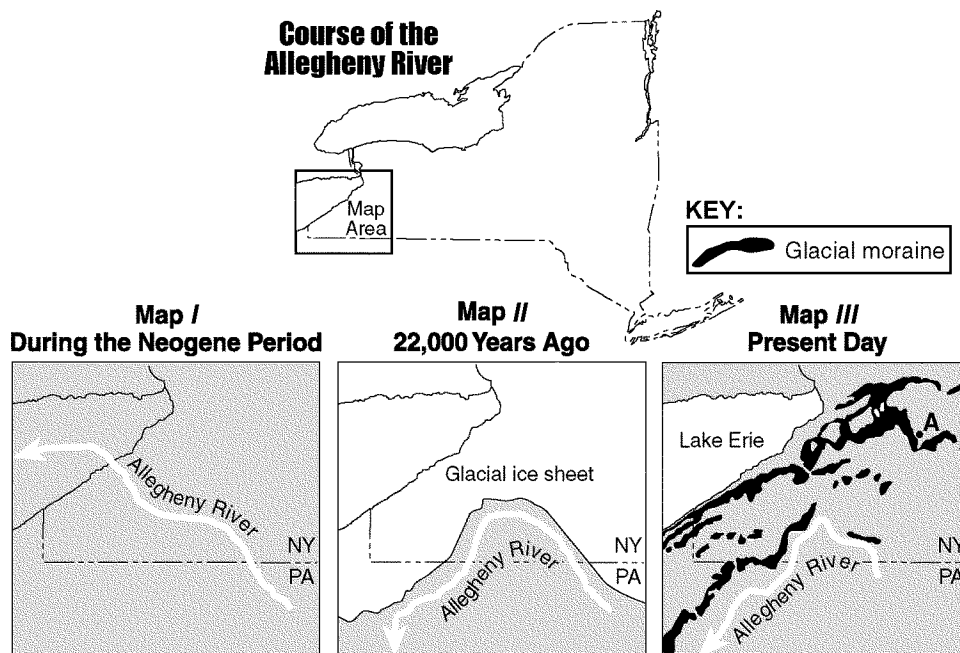 Course of the
Allegheny River
Map
Area
KEY:
Glacial moraine
Map I
During the Neogene Period
Allegheny River
NY
PA
Map II
22,000 Years Ago
Glacial ice sheet
Allegheny River
NY
PA
Map III
Present Day
Lake Erie
A
Allegheny River
NY
PA